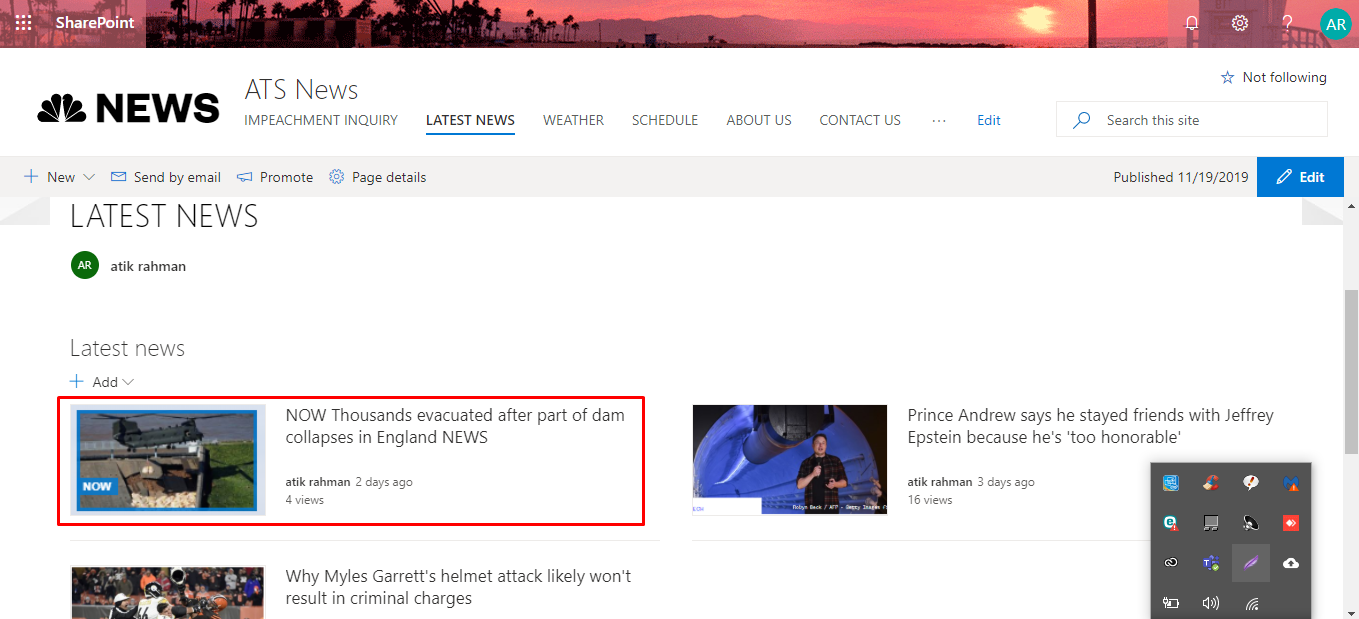 SharePoint
AR
NEWS
ATS News
Not following
IMPEACHMENT INQUIRY LATEST NEWS WEATHER SCHEDULE ABOUT US CONTACT US ... Edit
Search this site
New Send by email Promote Page details Published 11/19/2019 Edit
LATEST NEWS
AR atik rahman
Latest news
Add
NOW
NOW Thousands evacuated after part of dam
collapses in England NEWS
atik rahman 2 days ago
4 views
Prince Andrew says he stayed friends with Jeffrey
Epstein because he's 'too honorable'
atik rahman 3 days ago
16 views
Why Myles Garrett's helmet attack likely won't
result in criminal charges